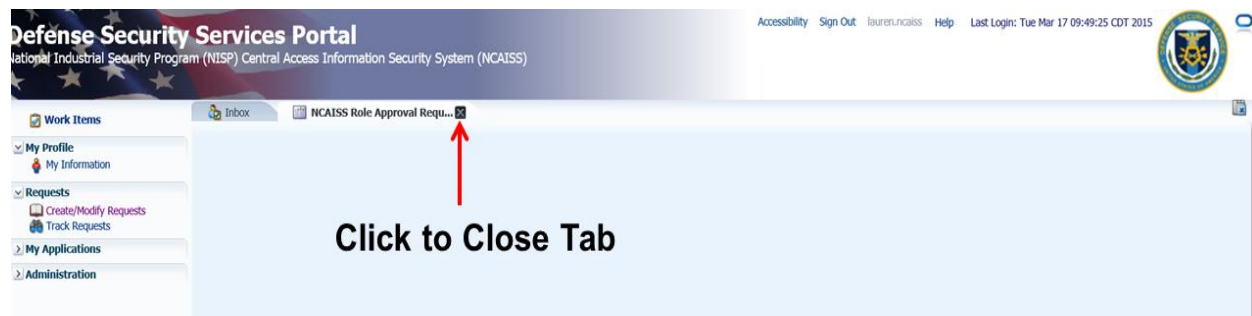 Accessibility Sign Out lauren.ncaiss Help Last Login: Tue Mar 17 09:49:25 CDT 2015
Defense Security Services Portal
National Industrial Security Program (NISP) Central Access Information Security System (NCAISS)
Inbox NCAISS Role Approval Requ...
Work Items
My Profile
My Information
Requests
Create/Modify Requests
Track Requests
My Applications
Administration
Click to Close Tab